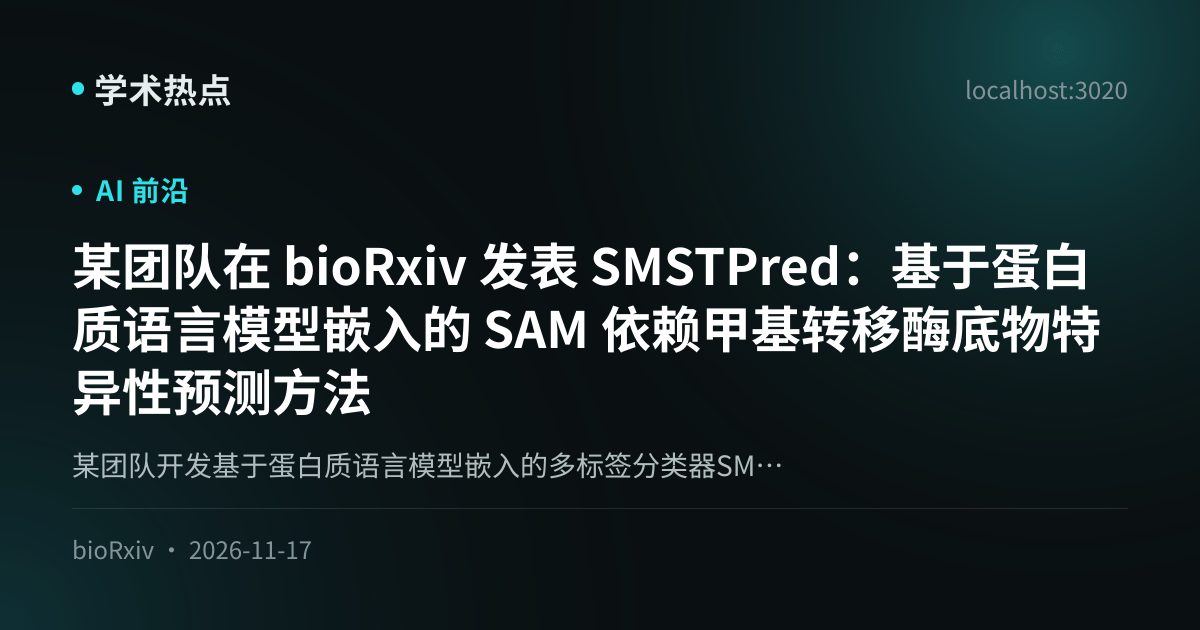 学术热点
localhost:3020
AI 前沿
某团队在 bioRxiv 发表 SMSTPred：基于蛋白
质语言模型嵌入的 SAM 依赖甲基转移酶底物特
异性预测方法
某团队开发基于蛋白质语言模型嵌入的多标签分类器SM…
bioRxiv • 2026-11-17